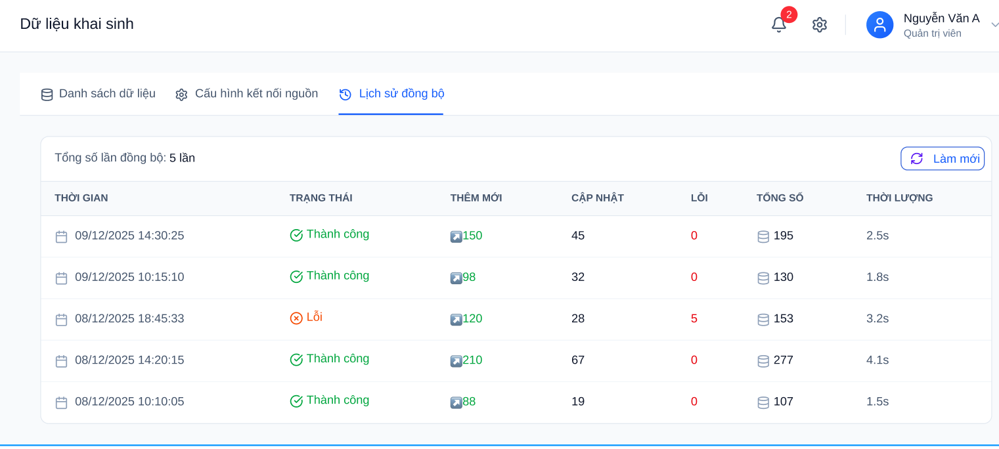 Dữ liệu khai sinh
2
Nguyễn Văn A
Quản trị viên
Danh sách dữ liệu Cấu hình kết nối nguồn Lịch sử đồng bộ
Tổng số lần đồng bộ: 5 lần Làm mới
THỜI GIAN TRẠNG THÁI THÊM MỚI CẬP NHẬT LỖI TỔNG SỐ THỜI LƯỢNG
09/12/2025 14:30:25 Thành công 150 45 0 195 2.5s
09/12/2025 10:15:10 Thành công 98 32 0 130 1.8s
08/12/2025 18:45:33 Lỗi 120 28 5 153 3.2s
08/12/2025 14:20:15 Thành công 210 67 0 277 4.1s
08/12/2025 10:10:05 Thành công 88 19 0 107 1.5s